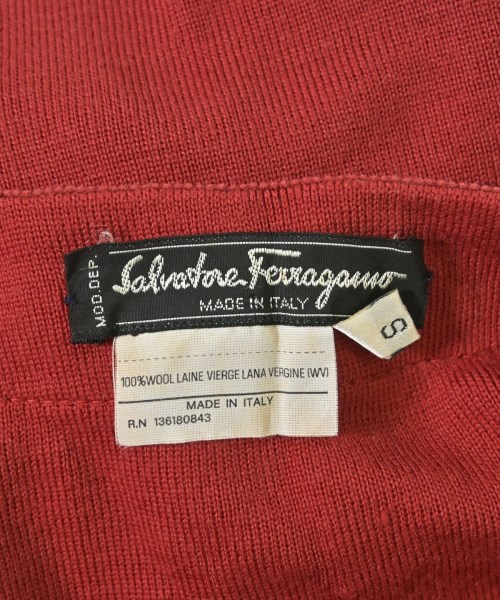 MOD.DEP.
Salvatore Ferragamo
MADE IN ITALY
S
100%WOOL LAINE VIERGE LANA VERGINE (WV)
MADE IN ITALY
R.N 136180843